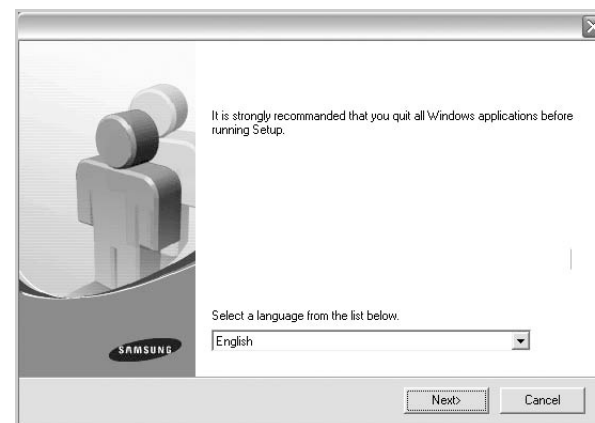 It is strongly recommanded that you quit all Windows applications before
running Setup.
Select a language from the list below.
English
SAMSUNG
Next>
Cancel